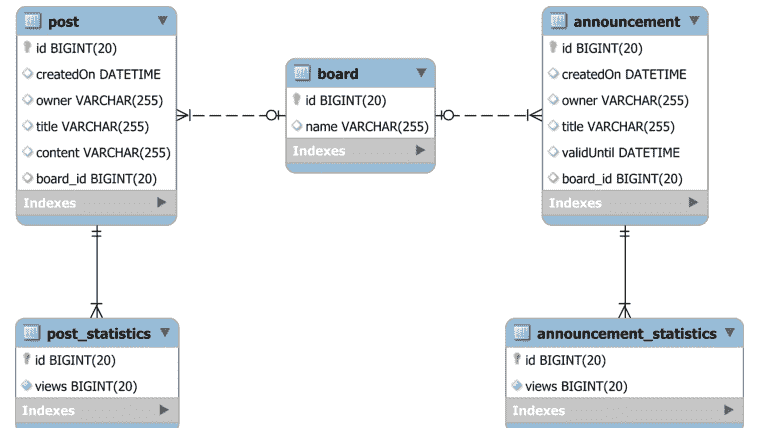 post
id BIGINT(20)
createdOn DATETIME
owner VARCHAR(255)
title VARCHAR(255)
content VARCHAR(255)
board_id BIGINT(20)
Indexes
board
id BIGINT(20)
name VARCHAR(255)
Indexes
announcement
id BIGINT(20)
createdOn DATETIME
owner VARCHAR(255)
title VARCHAR(255)
validUntil DATETIME
board_id BIGINT(20)
Indexes
post_statistics
id BIGINT(20)
views BIGINT(20)
Indexes
announcement_statistics
id BIGINT(20)
views BIGINT(20)
Indexes